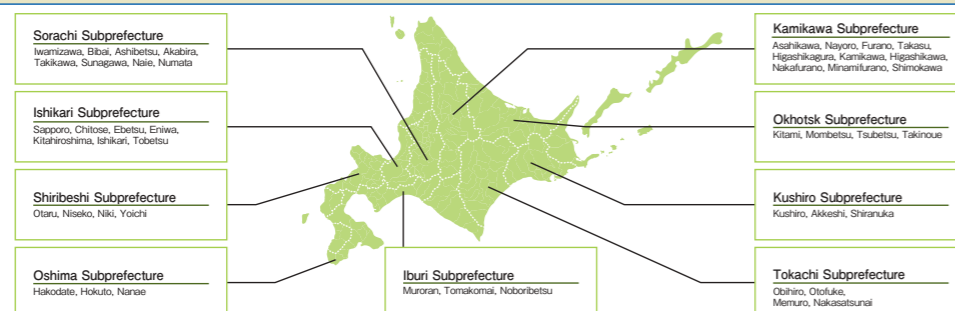 Sorachi Subprefecture
Iwamizawa, Bibai, Ashibetsu, Akabira,
Takikawa, Sunagawa, Naie, Numata
Ishikari Subprefecture
Sapporo, Chitose, Ebetsu, Eniwa,
Kitahiroshima, Ishikari, Tobetsu
Shiribeshi Subprefecture
Otaru, Niseko, Niki, Yoichi
Oshima Subprefecture
Hakodate, Hokuto, Nanae
Iburi Subprefecture
Muroran, Tomakomai, Noboribetsu
Kamikawa Subprefecture
Asahikawa, Nayoro, Furano, Takasu,
Higashikagura, Kamikawa, Higashikawa,
Nakafurano, Minamifurano, Shimokawa
Okhotsk Subprefecture
Kitami, Mombetsu, Tsubetsu, Takinoue
Kushiro Subprefecture
Kushiro, Akkeshi, Shiranuka
Tokachi Subprefecture
Obihiro, Otofuke,
Memuro, Nakasatsunai